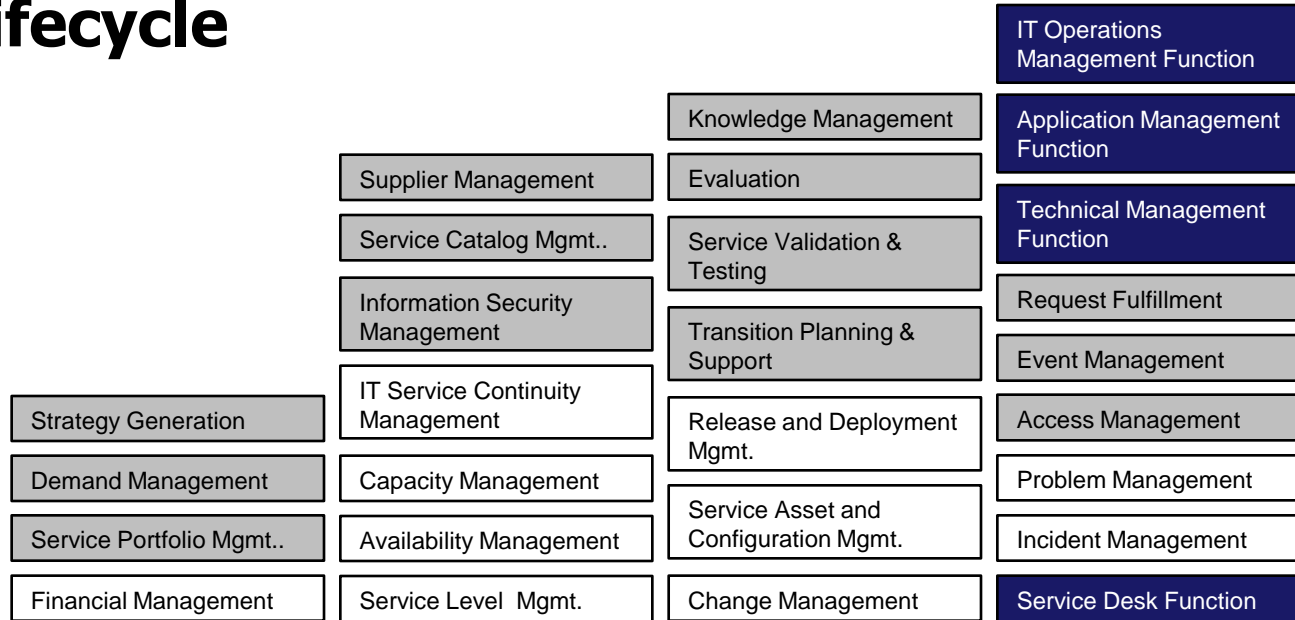 ifecycle
Strategy Generation
Demand Management
Service Portfolio Mgmt..
Financial Management
Supplier Management
Service Catalog Mgmt..
Information Security
Management
IT Service Continuity
Management
Capacity Management
Availability Management
Service Level Mgmt.
Knowledge Management
Evaluation
Service Validation &
Testing
Transition Planning &
Support
Release and Deployment
Mgmt.
Service Asset and
Configuration Mgmt.
Change Management
IT Operations
Management Function
Application Management
Function
Technical Management
Function
Request Fulfillment
Event Management
Access Management
Problem Management
Incident Management
Service Desk Function